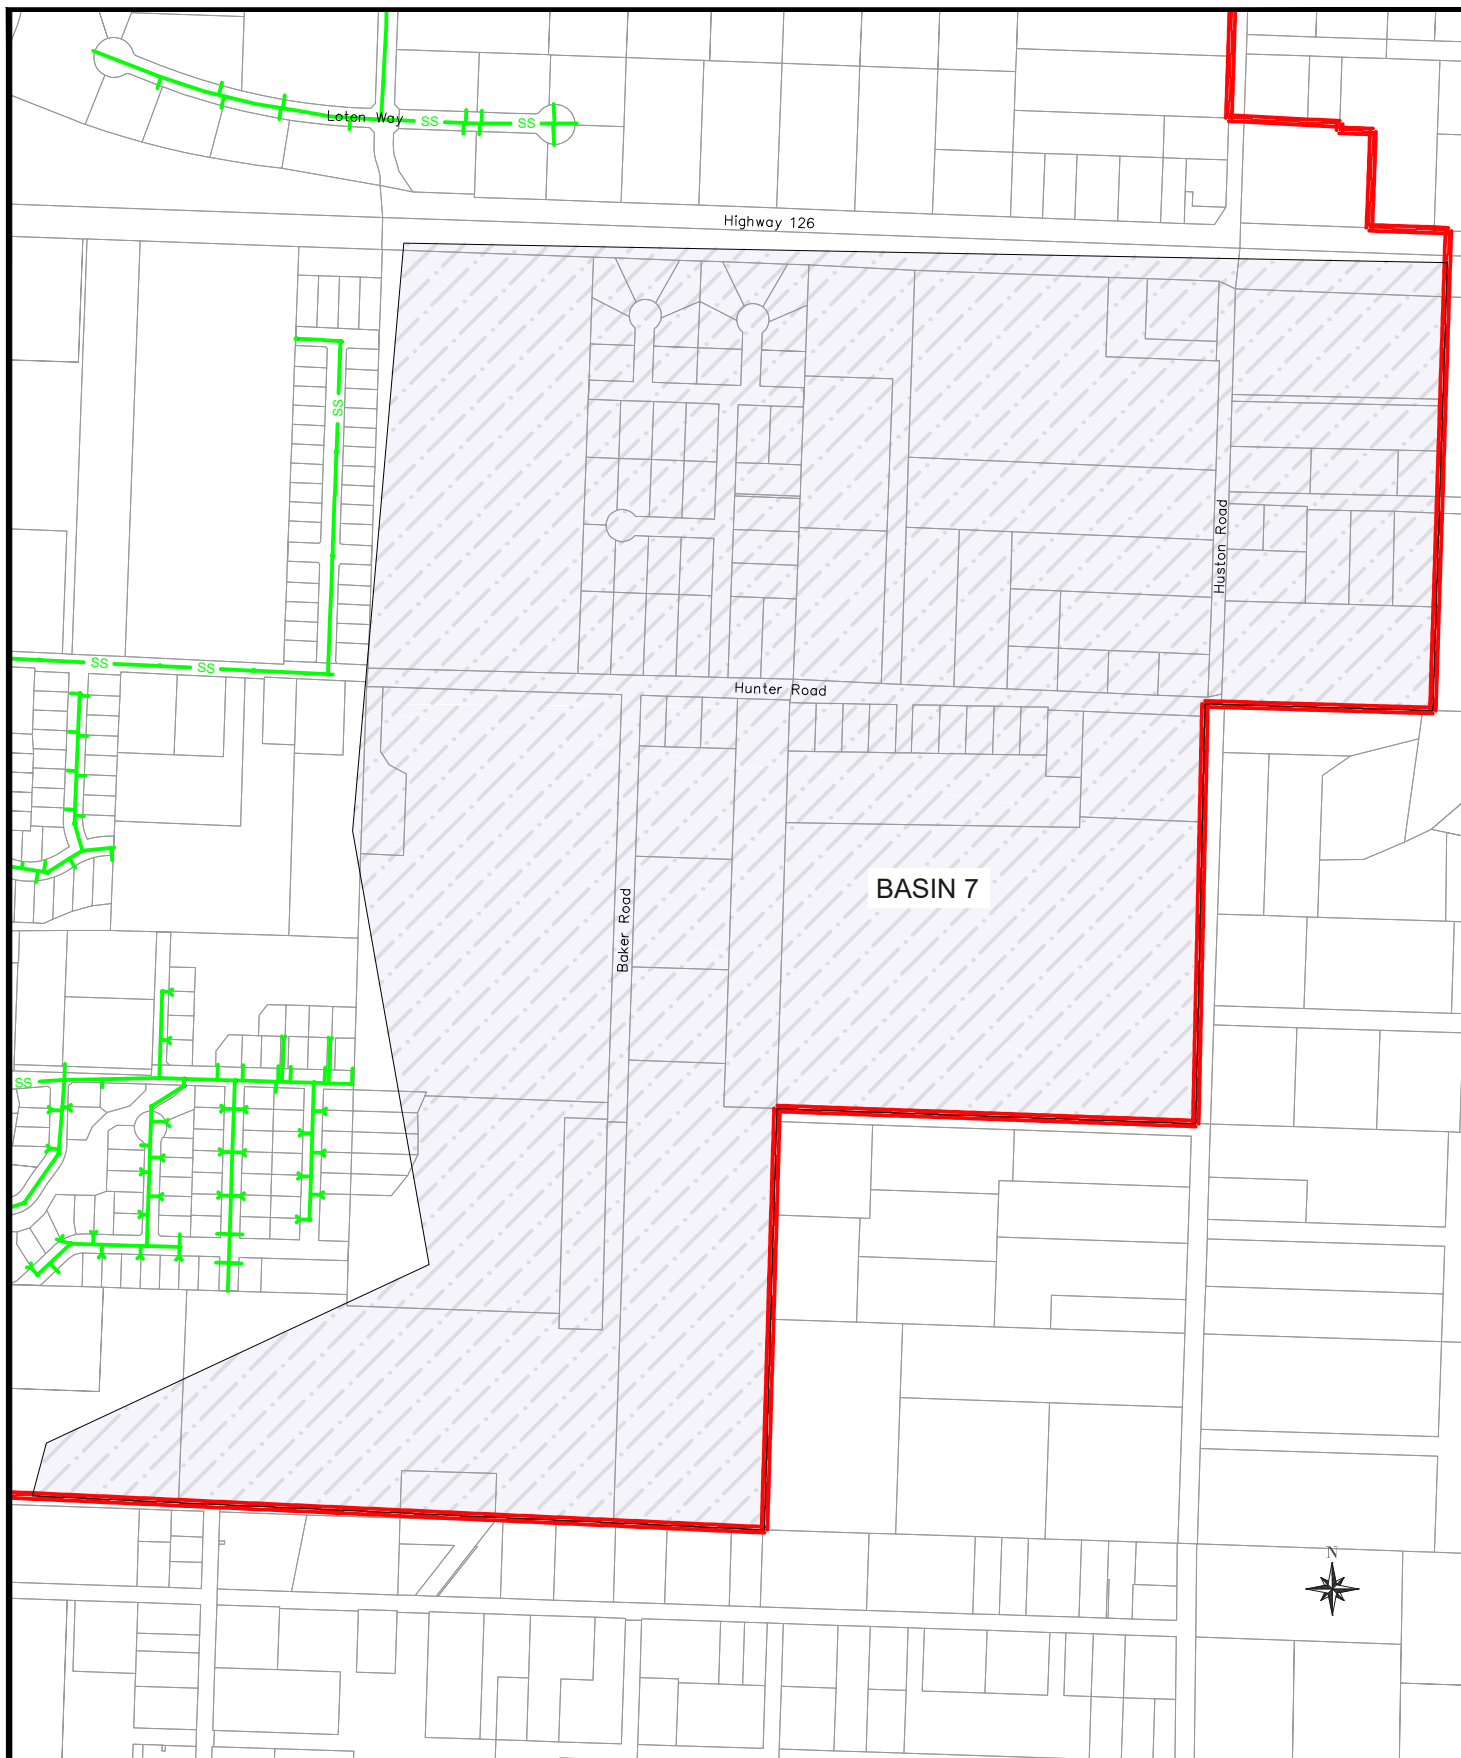 Loten Way
SS
SS
Highway 126
SS
Huston Road
SS
SS
Hunter Road
BASIN 7
Baker Road
SS
N